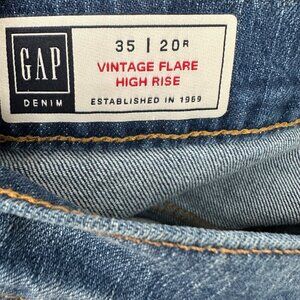 GAP
DENIM
35 | 20R
VINTAGE FLARE
HIGH RISE
ESTABLISHED IN 1969